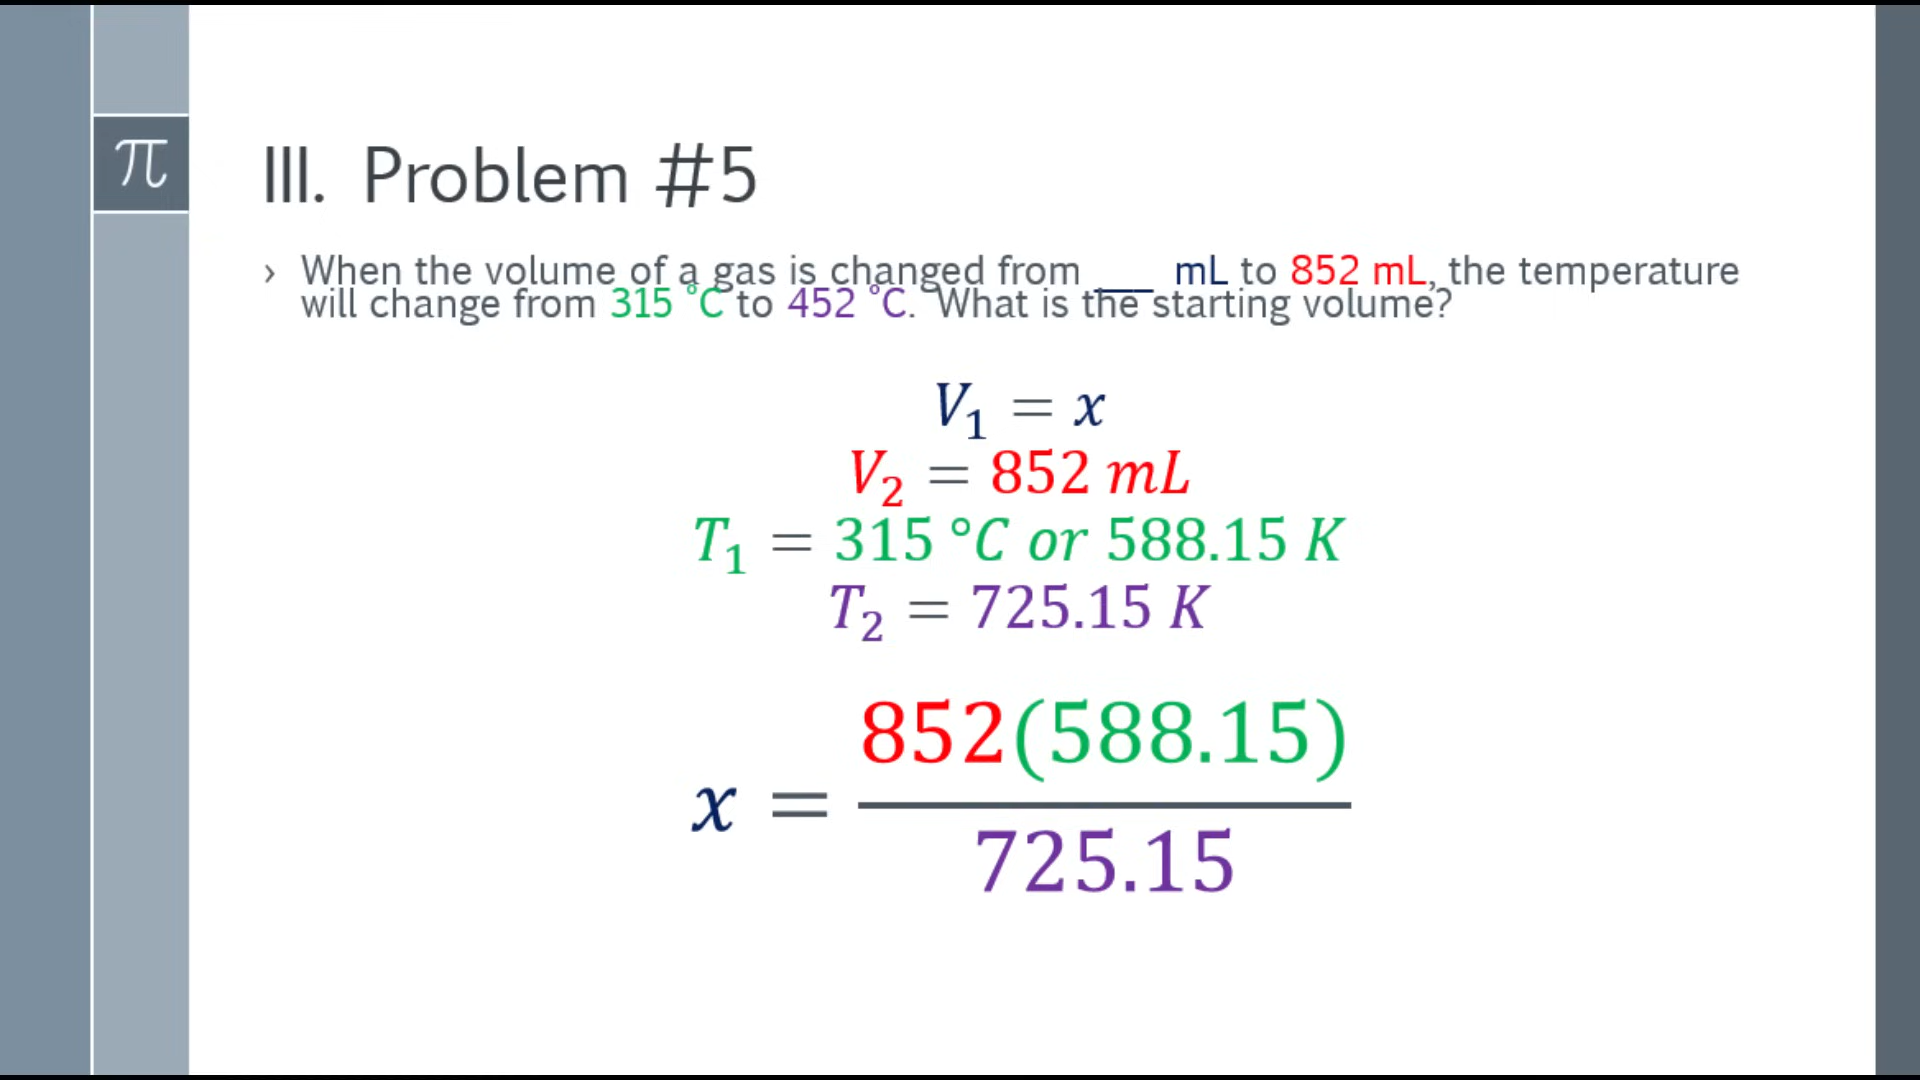 π
III. Problem #5
› When the volume of a gas is changed from ___ mL to 852 mL, the temperature
will change from 315 °C to 452 °C. What is the starting volume?
V₁ = x
V₂ = 852 mL
T₁ = 315 °C or 588.15 K
T₂ = 725.15 K
852(588.15)
x =
725.15